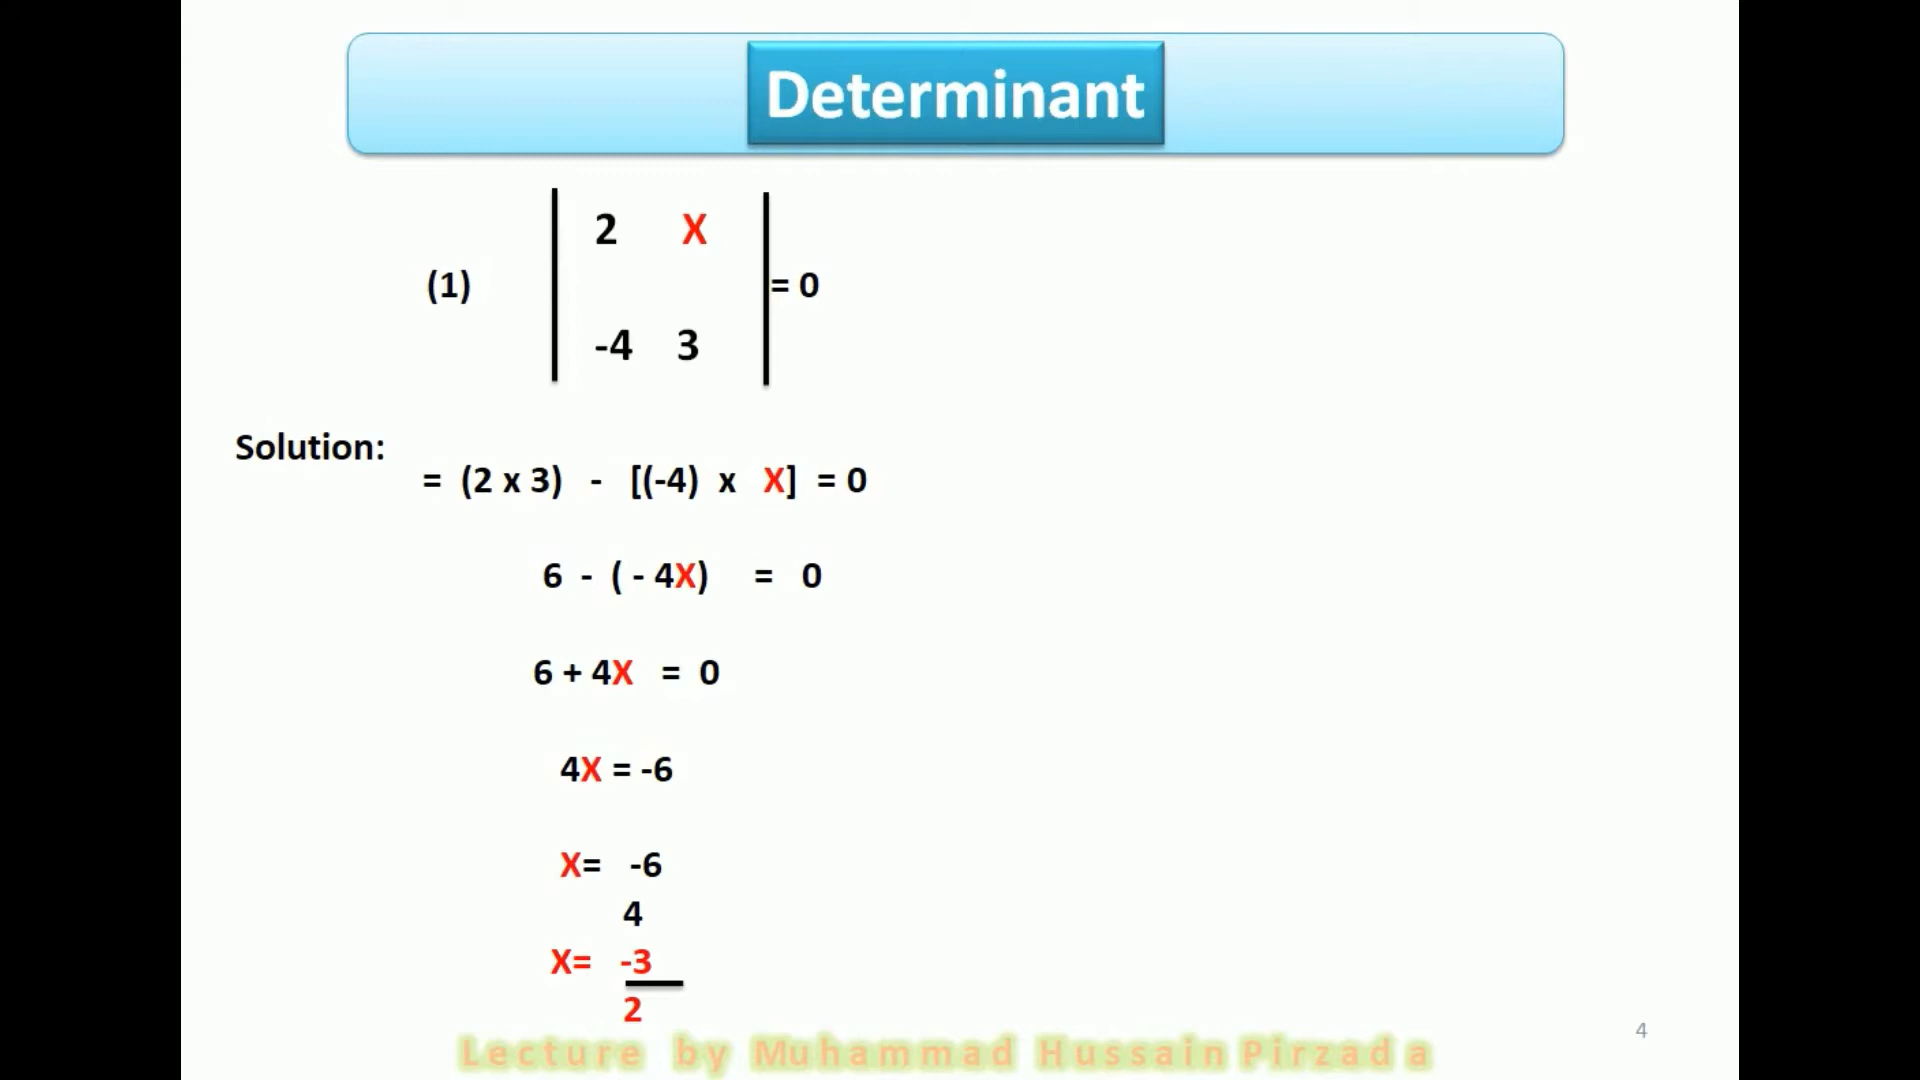 Determinant
2 X
(1) = 0
-4 3
Solution:
= (2 x 3) - [(-4) x X] = 0
6 - ( - 4X) = 0
6 + 4X = 0
4X = -6
X= -6
4
X= -3
2
4
Lecture by Muhammad Hussain Pirzad a